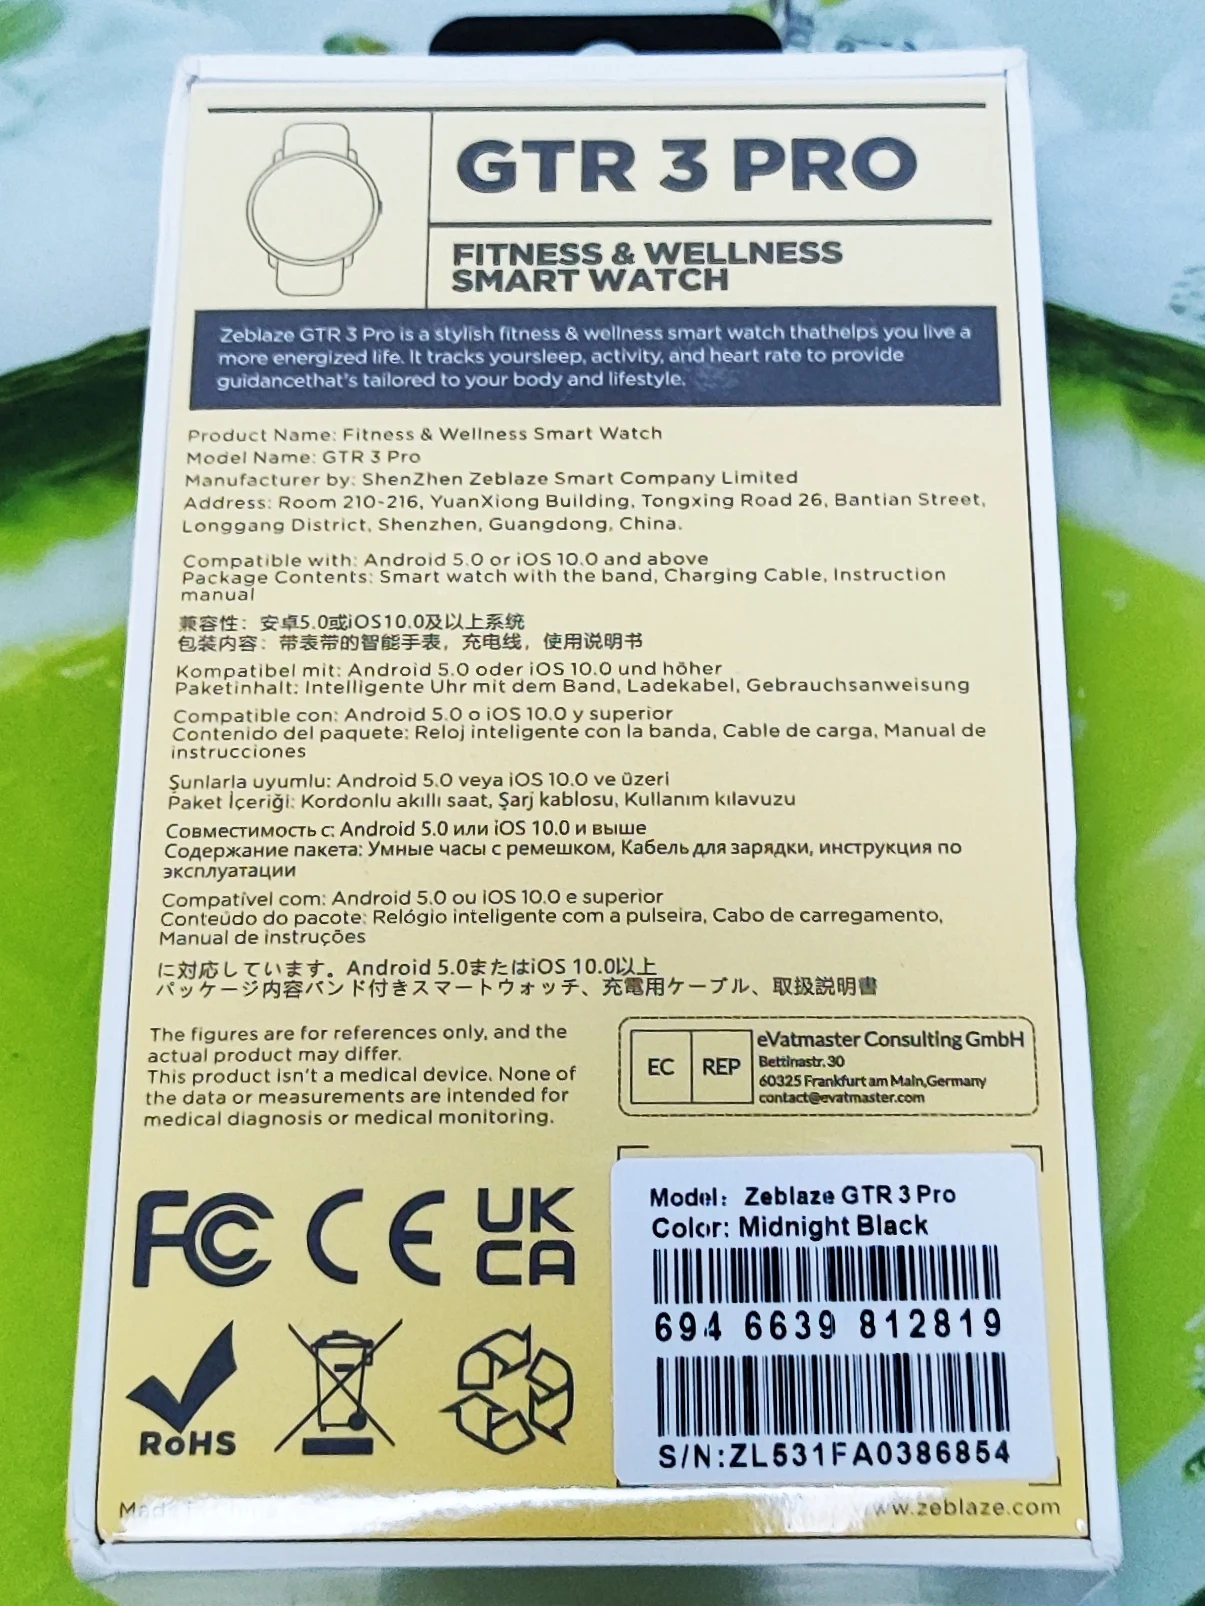 GTR 3 PRO
FITNESS & WELLNESS
SMART WATCH
Zeblaze GTR 3 Pro is a stylish fitness & wellness smart watch thathelps you live a
more energized life. It tracks yoursleep, activity, and heart rate to provide
guidancethat's tailored to your body and lifestyle.
Product Name: Fitness & Wellness Smart Watch
Model Name: GTR 3 Pro
Manufacturer by: ShenZhen Zeblaze Smart Company Limited
Address: Room 210-216, YuanXiong Building, Tongxing Road 26, Bantian Street,
Longgang District, Shenzhen, Guangdong, China.
Compatible with: Android 5.0 or iOS 10.0 and above
Package Contents: Smart watch with the band, Charging Cable, Instruction
manual
兼容性：安卓5.0或iOS10.0及以上系统
包装内容：带表带的智能手表，充电线，使用说明书
Kompatibel mit: Android 5.0 oder iOS 10.0 und höher
Paketinhalt: Intelligente Uhr mit dem Band, Ladekabel, Gebrauchsanweisung
Compatible con: Android 5.0 o iOS 10.0 y superior
Contenido del paquete: Reloj inteligente con la banda, Cable de carga, Manual de
instrucciones
Şunlarla uyumlu: Android 5.0 veya iOS 10.0 ve üzeri
Paket İçeriği: Kordonlu akıllı saat, Şarj kablosu, Kullanım kılavuzu
Совместимость с: Android 5.0 или iOS 10.0 и выше
Содержание пакета: Умные часы с ремешком, Кабель для зарядки, инструкция по
эксплуатации
Compatível com: Android 5.0 ou iOS 10.0 e superior
Conteúdo do pacote: Relógio inteligente com a pulseira, Cabo de carregamento,
Manual de instruções
に対応しています。Android 5.0またはiOS 10.0以上
パッケージ内容バンド付きスマートウォッチ、充電用ケーブル、取扱説明書
The figures are for references only, and the
actual product may differ.
This product isn't a medical device. None of
the data or measurements are intended for
medical diagnosis or medical monitoring.
EC REP
eVatmaster Consulting GmbH
Bettinastr. 30
60325 Frankfurt am Main,Germany
contact@evatmaster.com
FC CE UK
CA
Model: Zeblaze GTR 3 Pro
Color: Midnight Black
694 6639 812819
S/N:ZL531FA0386854
RoHS
www.zeblaze.com